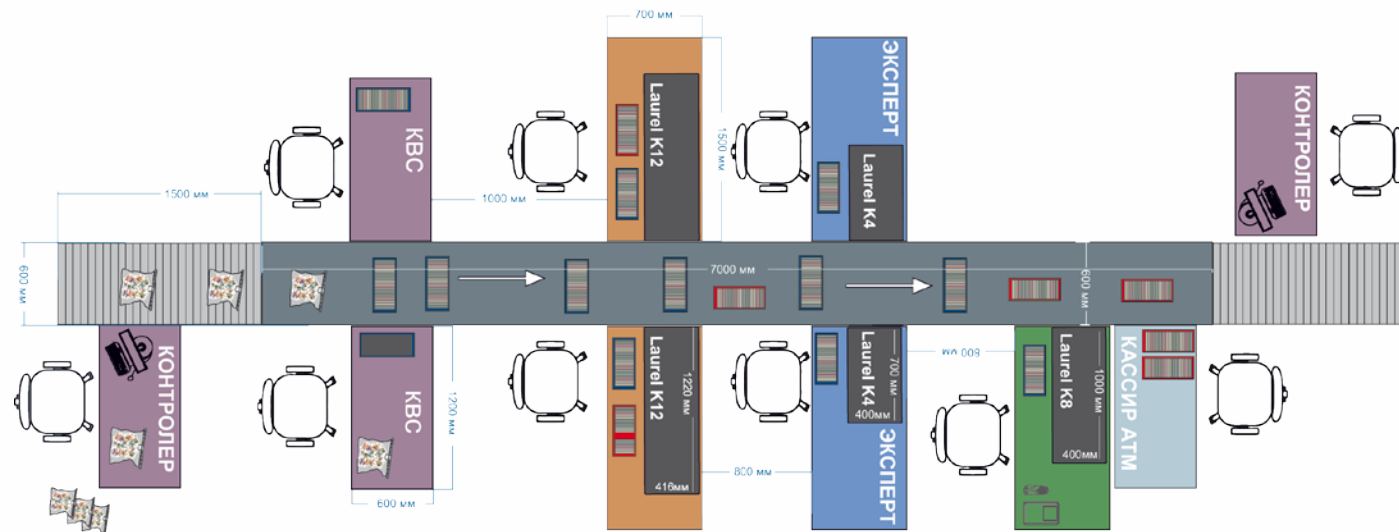 700 мм
ЭКСПЕРТ
Laurel K12
КВС
1500 мм
Laurel K4
КОНТРОЛЕР
1500 мм
1000 мм
600 мм
7000 мм
600 мм
КОНТРОЛЕР
КВС
1200 мм
600 мм
Laurel K12
1220 мм
416мм
800 мм
Laurel K4
700 мм
400мм
ЭКСПЕРТ
800 мм
Laurel K8
1000 мм
400мм
КАССИР АТМ